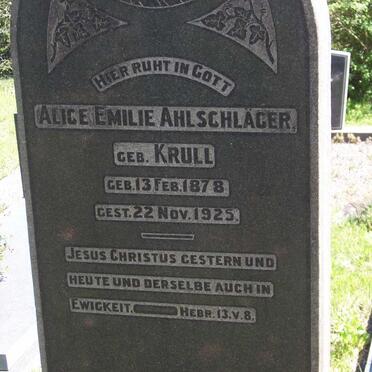 HIER RUHT IN GOTT
ALICE EMILIE AHLSCHLÄGER.
GEB. KRULL
GEB. 13 FEB. 1878
GEST. 22 NOV. 1925.
JESUS CHRISTUS GESTERN UND
HEUTE UND DERSELBE AUCH IN
EWIGKEIT. HEBR. 13. V. 8.